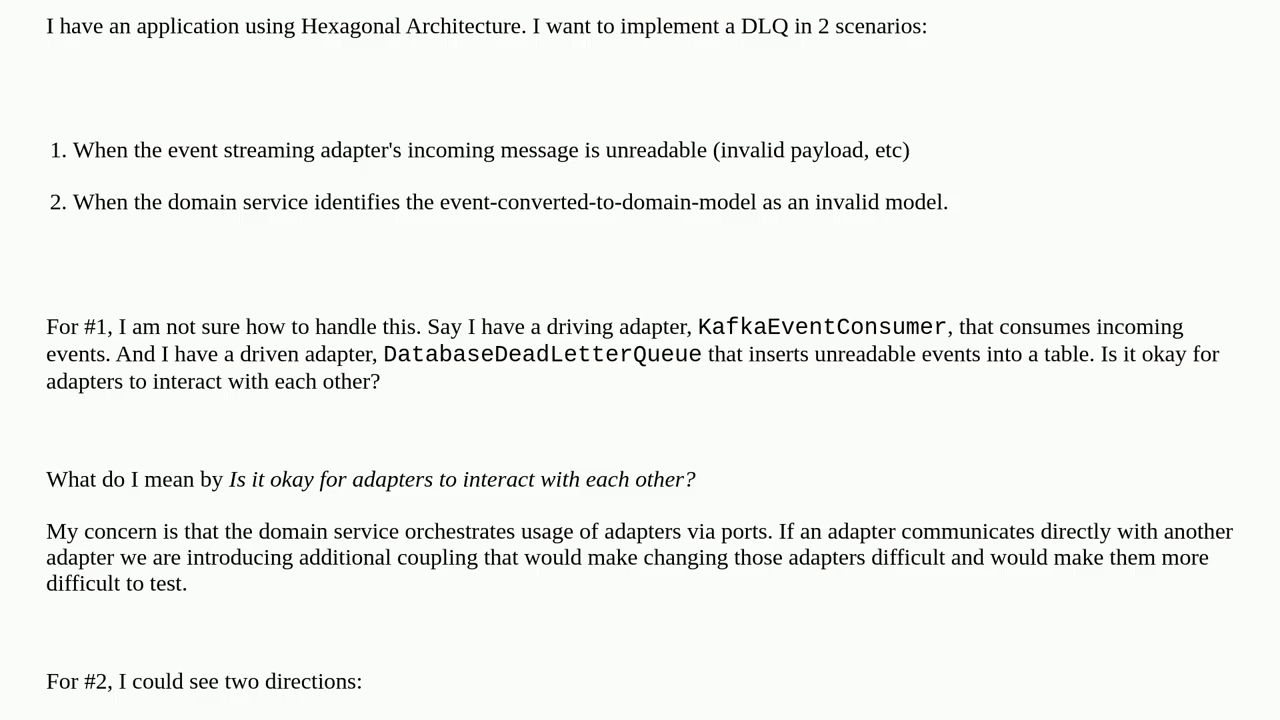 I have an application using Hexagonal Architecture. I want to implement a DLQ in 2 scenarios:
1. When the event streaming adapter's incoming message is unreadable (invalid payload, etc)
2. When the domain service identifies the event-converted-to-domain-model as an invalid model.
For #1, I am not sure how to handle this. Say I have a driving adapter, KafkaEventConsumer, that consumes incoming
events. And I have a driven adapter, DatabaseDeadLetterQueue that inserts unreadable events into a table. Is it okay for
adapters to interact with each other?
What do I mean by Is it okay for adapters to interact with each other?
My concern is that the domain service orchestrates usage of adapters via ports. If an adapter communicates directly with another
adapter we are introducing additional coupling that would make changing those adapters difficult and would make them more
difficult to test.
For #2, I could see two directions: